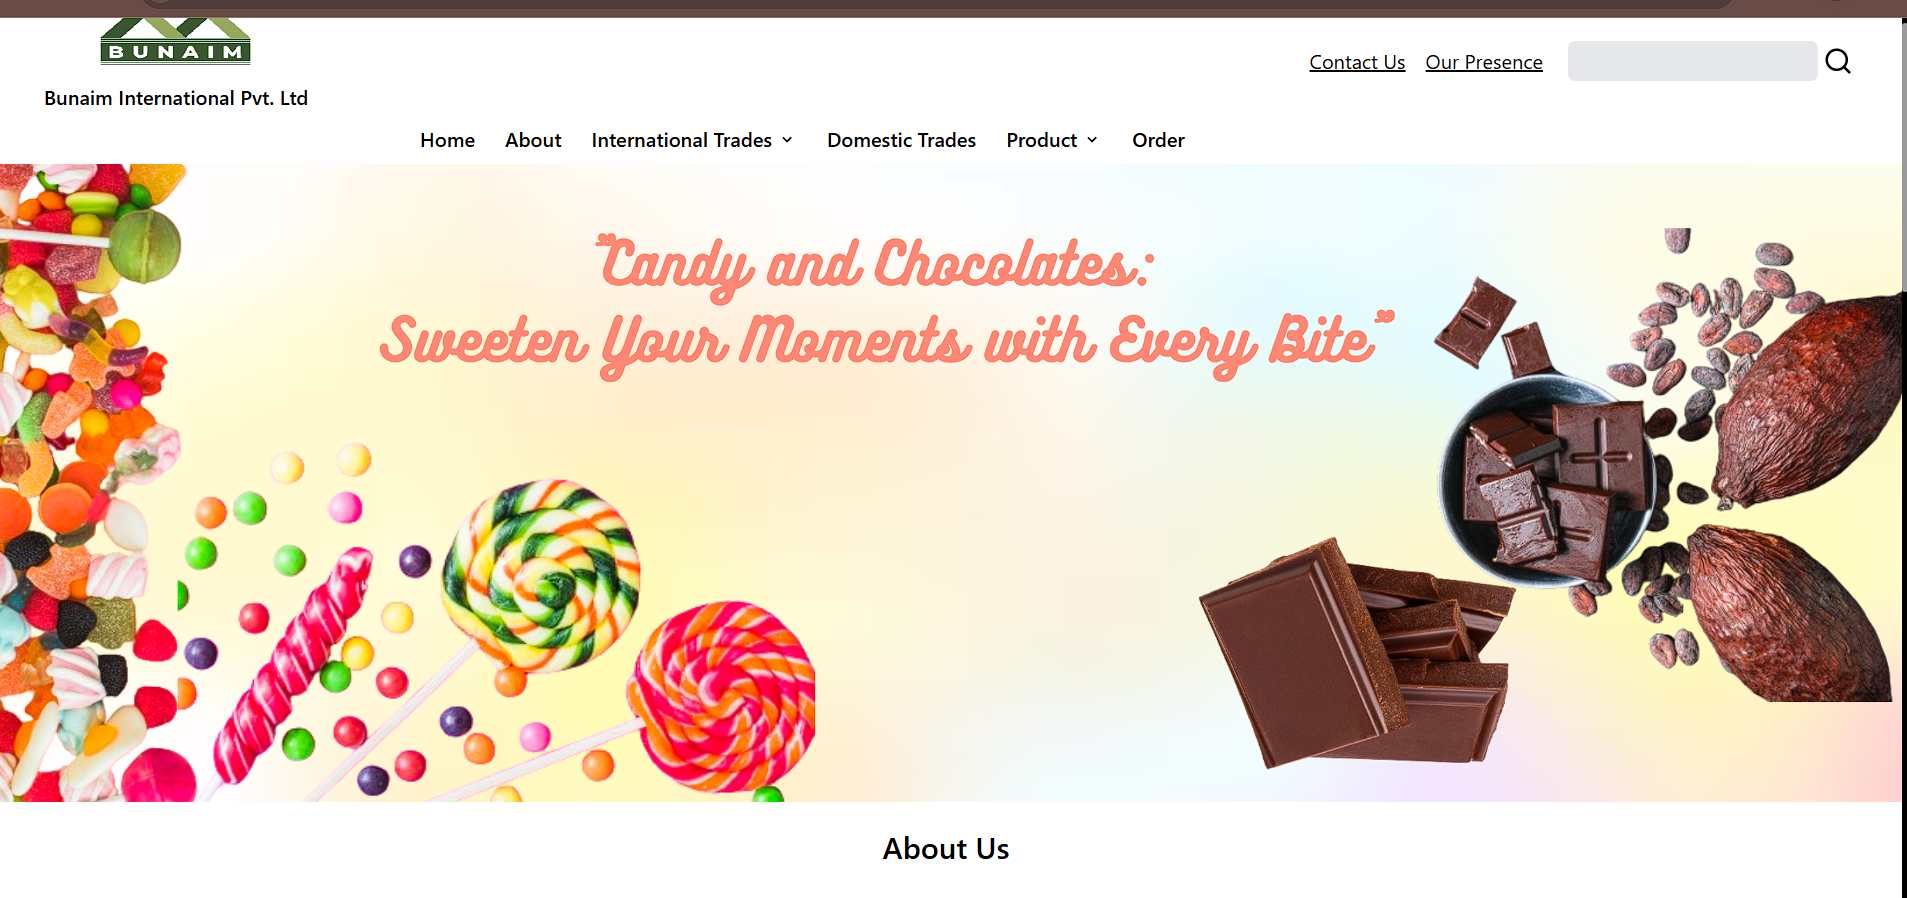 BUNAIM
Bunaim International Pvt. Ltd
Contact Us Our Presence
Home About International Trades Domestic Trades Product Order
"Candy and Chocolates:
Sweeten Your Moments with Every Bite"
About Us